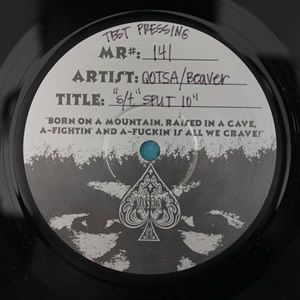 TEST PRESSING
MR#: 141
ARTIST: QOTSA/Beaver
TITLE: "S/T" SPLIT 10"
"BORN ON A MOUNTAIN, RAISED IN A CAVE,
A-FIGHTIN' AND A-FUCKIN' IS ALL WE CRAVE!"